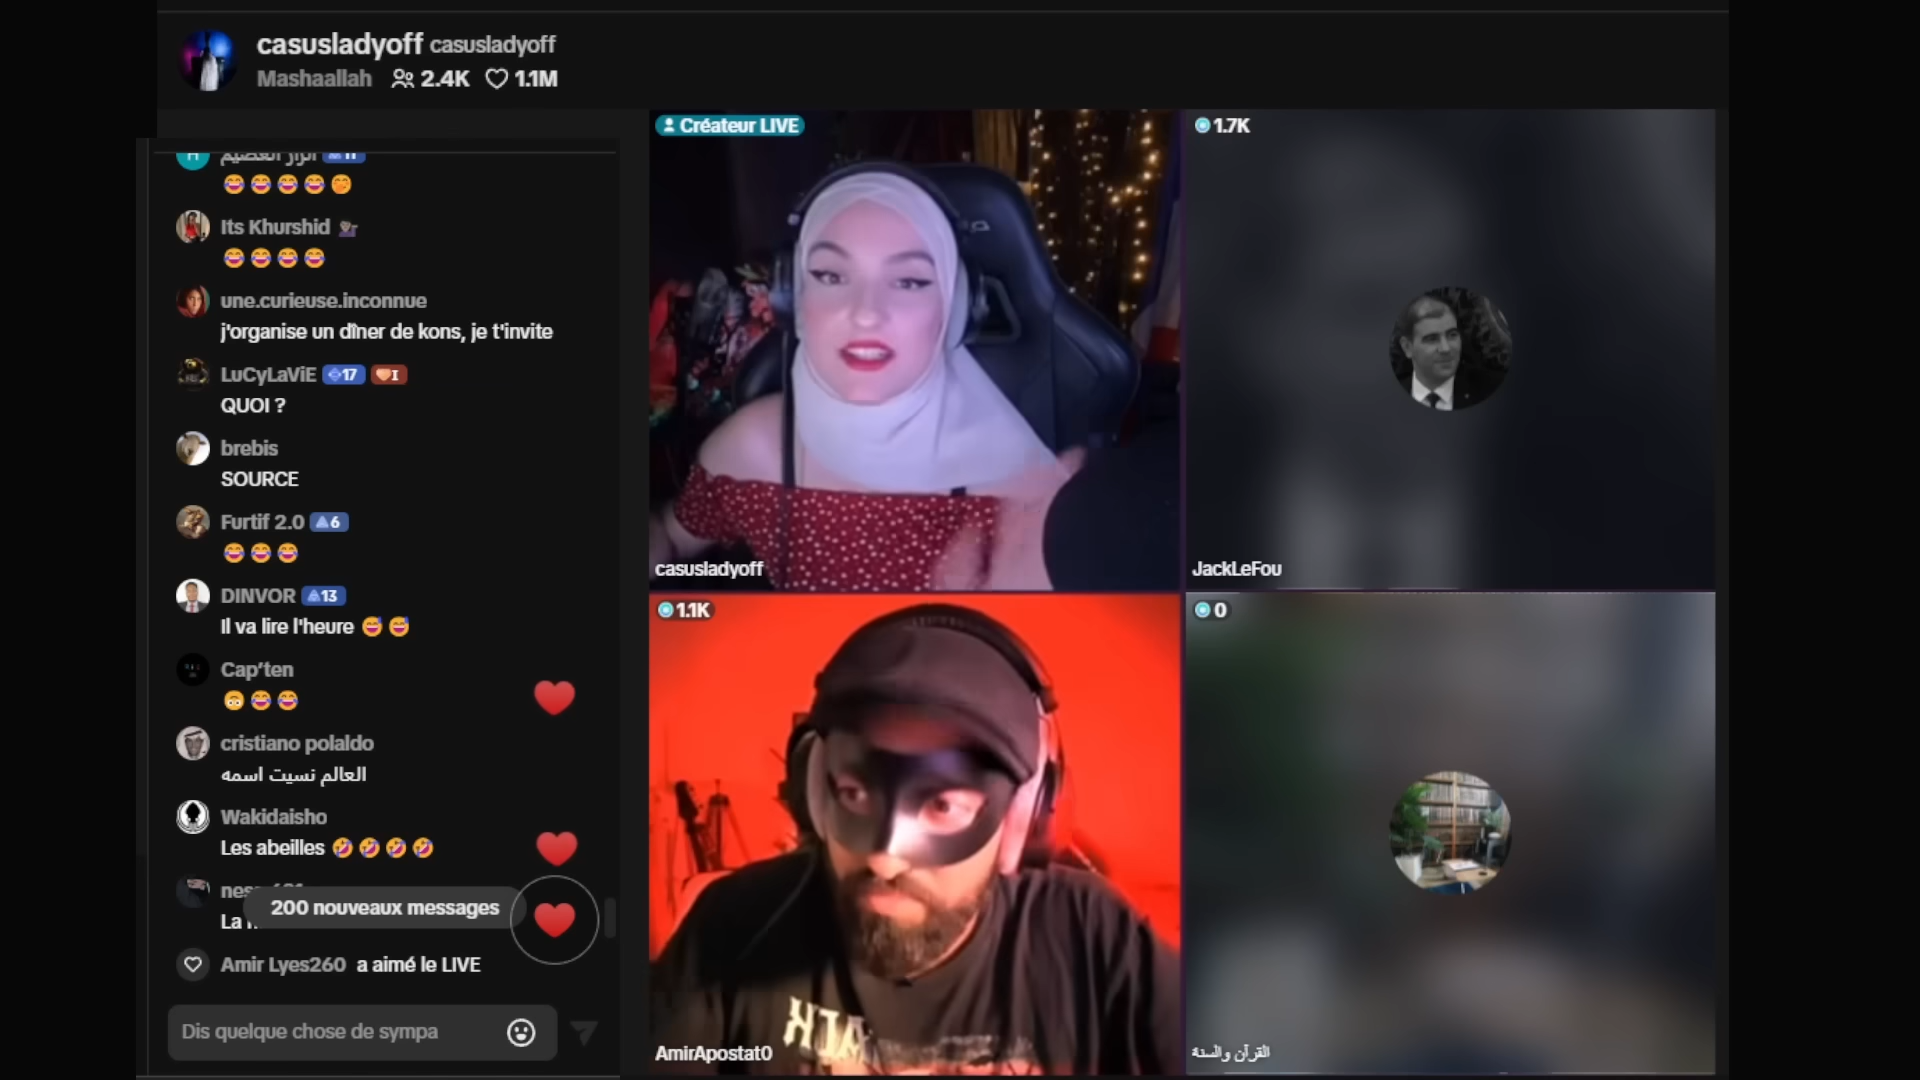 casusladyoff casusladyoff
Mashaallah 2.4K 1.1M
11
Its Khurshid
une.curieuse.inconnue
j'organise un dîner de kons, je t'invite
LuCyLaViE 17 I
QUOI ?
brebis
SOURCE
Furtif 2.0 6
DINVOR 13
Il va lire l'heure
Cap'ten
cristiano polaldo
العالم نسيت اسمه
Wakidaisho
Les abeilles
La
200 nouveaux messages
Amir Lyes260 a aimé le LIVE
Dis quelque chose de sympa
Créateur LIVE
casusladyoff
1.7K
JackLeFou
1.1K
AmirApostat0
0
القرآن والسنة